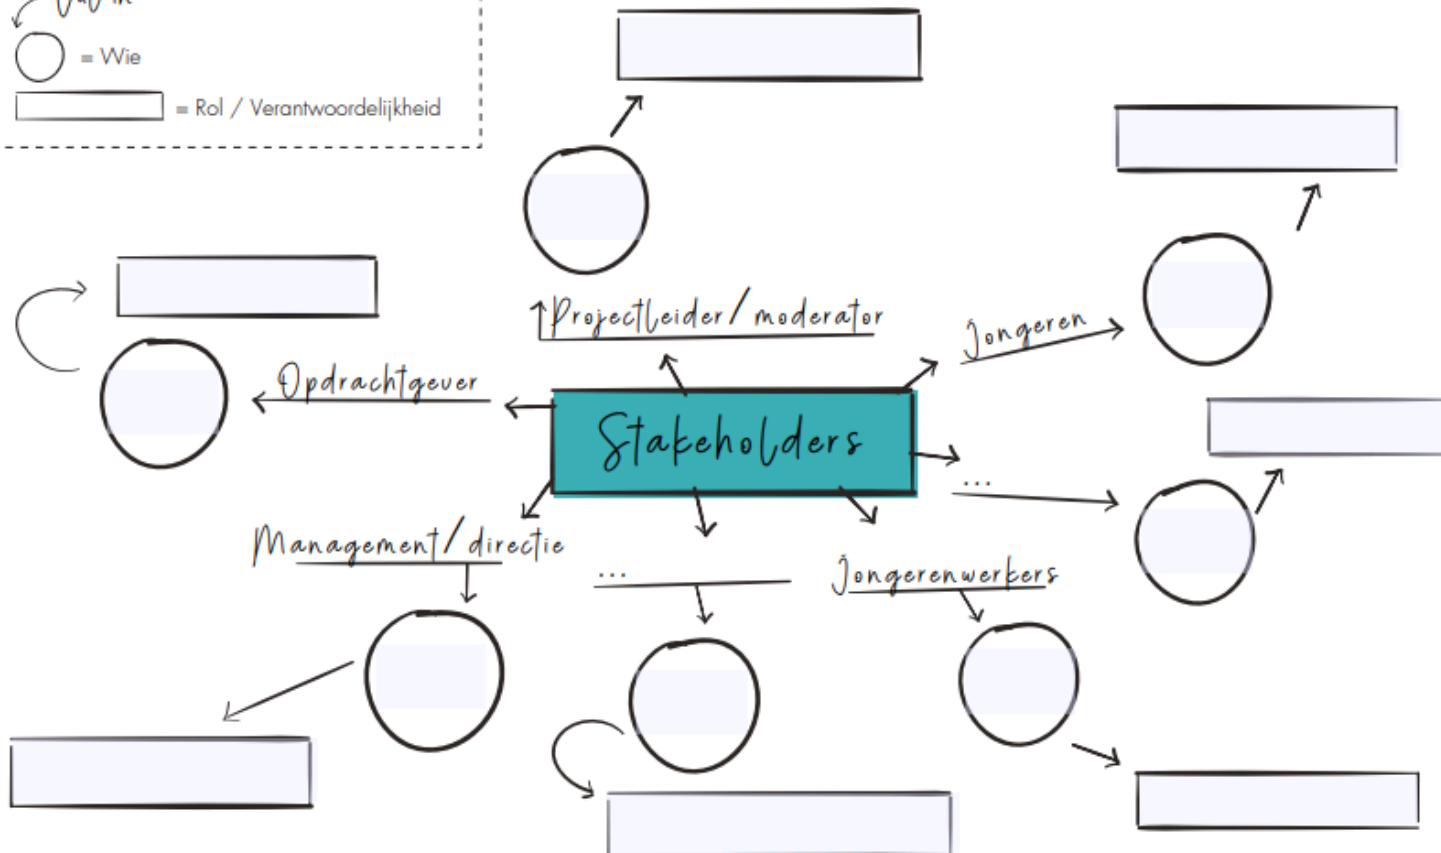 = Wie
= Rol / Verantwoordelijkheid
Projectleider/moderator
Jongeren
Opdrachtgever
Stakeholders
...
Management/directie
...
Jongerenwerkers